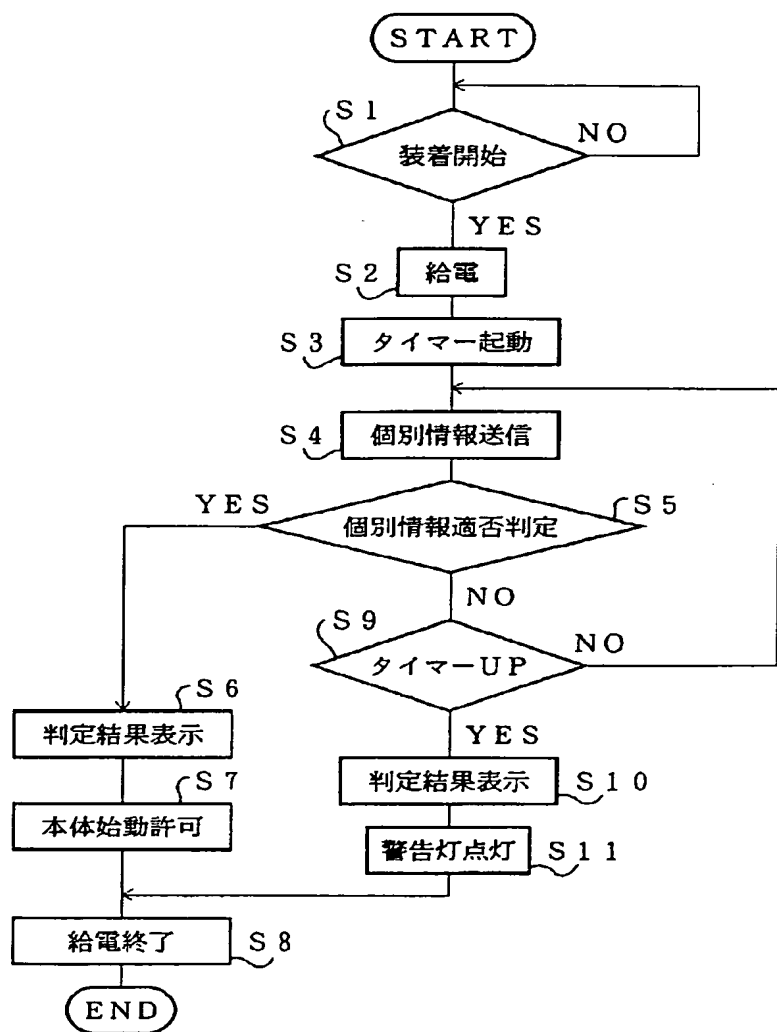 START
S1
装着開始
NO
YES
S2
給電
S3
タイマー起動
S4
個別情報送信
YES
S5
個別情報適否判定
NO
S9
タイマーUP
NO
S6
判定結果表示
YES
S7
判定結果表示
S10
本体始動許可
警告灯点灯
S11
給電終了
S8
END